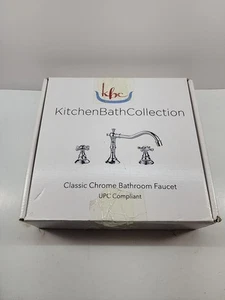 kbc
KitchenBathCollection
Classic Chrome Bathroom Faucet
UPC Compliant